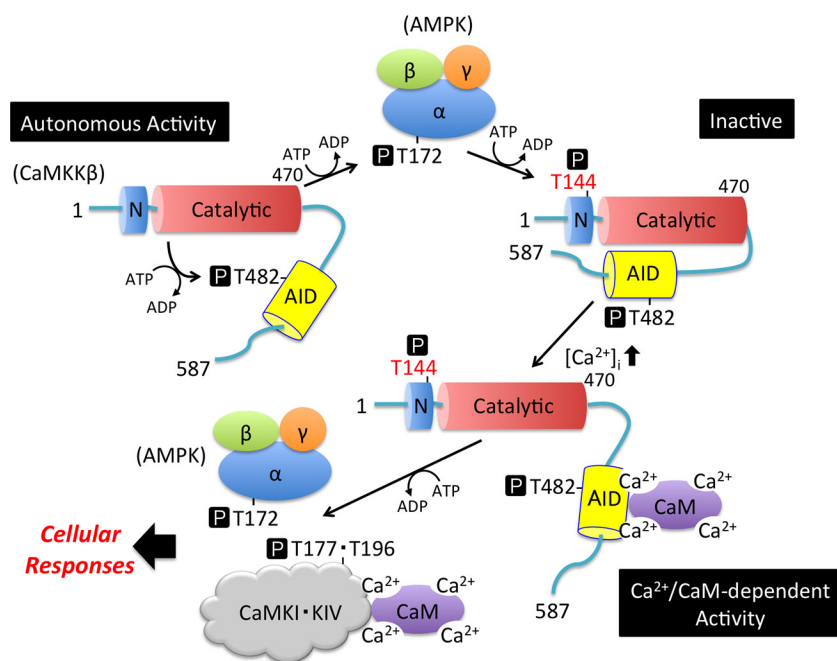 (AMPK)
β
γ
α
P T172
ATP
ADP
ATP
ADP
Autonomous Activity
(CaMKKβ)
470
1
N
Catalytic
ATP
ADP
P T482
AID
587
Inactive
P
T144
470
1
N
Catalytic
587
AID
P T482
[Ca²⁺]ᵢ
P
T144
470
1
N
Catalytic
P T482
AID
Ca²⁺
Ca²⁺
CaM
Ca²⁺
Ca²⁺
587
Ca²⁺/CaM-dependent
Activity
ADP
ATP
(AMPK)
β
γ
α
P T172
P T177・T196
CaMKI・KIV
Ca²⁺
Ca²⁺
CaM
Ca²⁺
Ca²⁺
Cellular
Responses